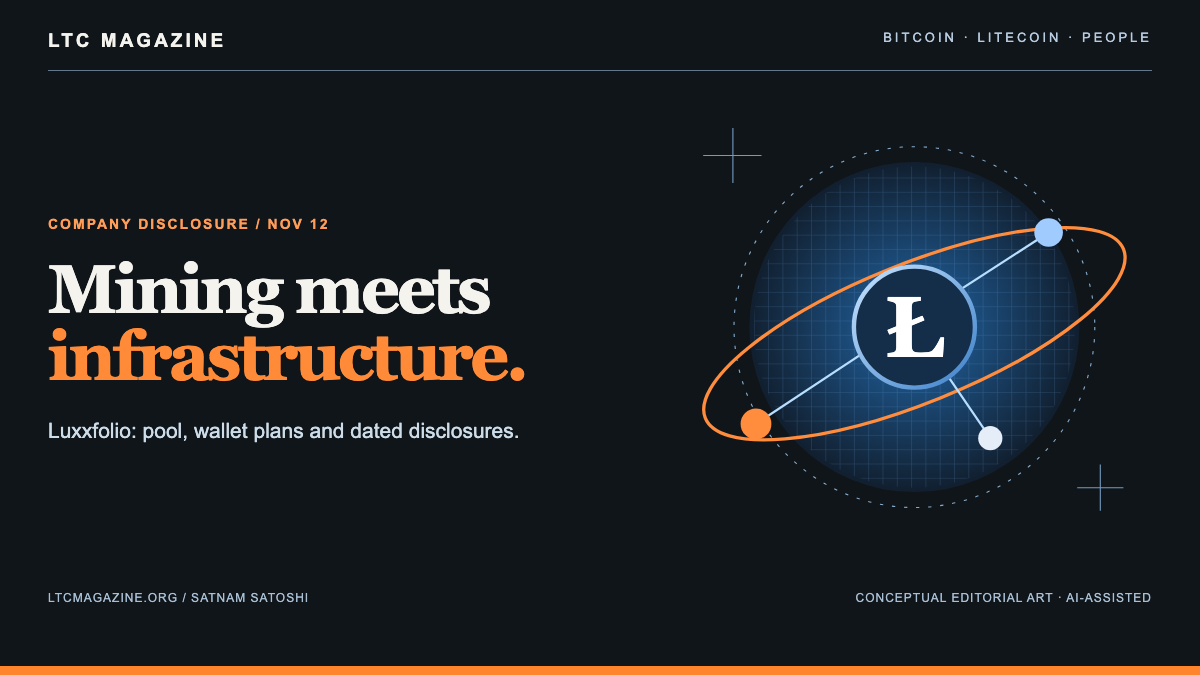 LTC MAGAZINE
BITCOIN · LITECOIN · PEOPLE
COMPANY DISCLOSURE / NOV 12
Mining meets
infrastructure.
Luxxfolio: pool, wallet plans and dated disclosures.
Ł
LTCMAGAZINE.ORG / SATNAM SATOSHI
CONCEPTUAL EDITORIAL ART · AI-ASSISTED